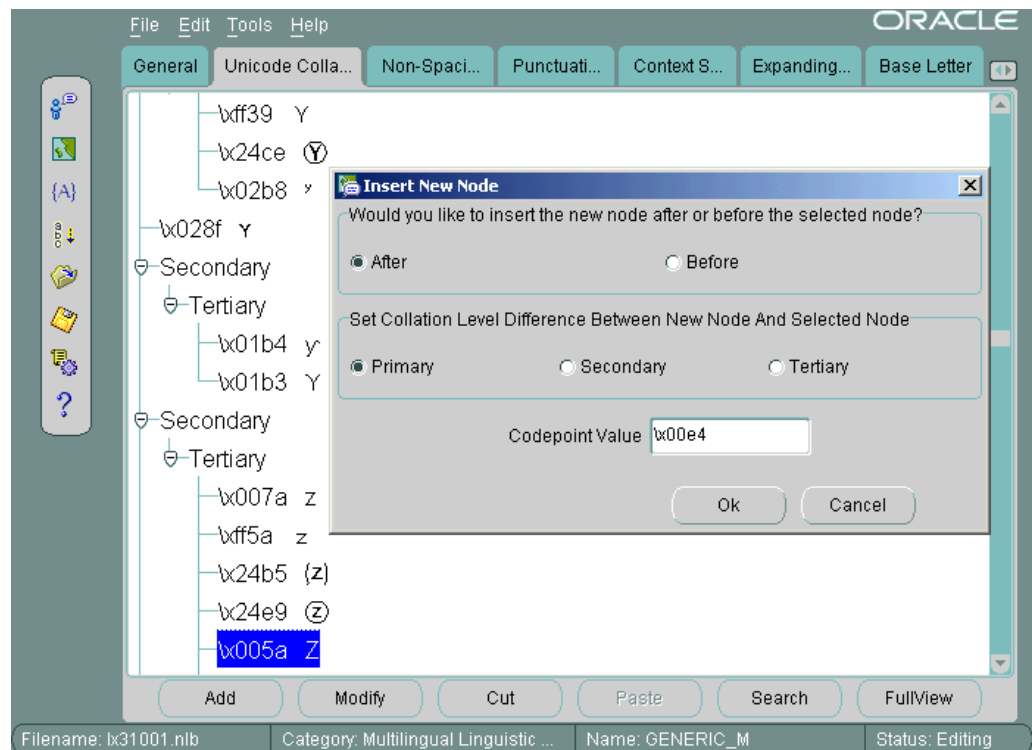 File Edit Tools Help
ORACLE
General Unicode Colla... Non-Spaci... Punctuati... Context S... Expanding... Base Letter
{A}
a
b
c
?
\xff39 Y
\x24ce Ⓨ
\x02b8 ʸ
\x028f ʏ
Secondary
Tertiary
\x01b4 ƴ
\x01b3 Ƴ
Secondary
Tertiary
\x007a z
\xff5a z
\x24b5 (z)
\x24e9 ⓩ
\x005a Z
Insert New Node
Would you like to insert the new node after or before the selected node?
After Before
Set Collation Level Difference Between New Node And Selected Node
Primary Secondary Tertiary
Codepoint Value \x00e4
Ok Cancel
Add Modify Cut Paste Search FullView
Filename: lx31001.nlb Category: Multilingual Linguistic ... Name: GENERIC_M Status: Editing